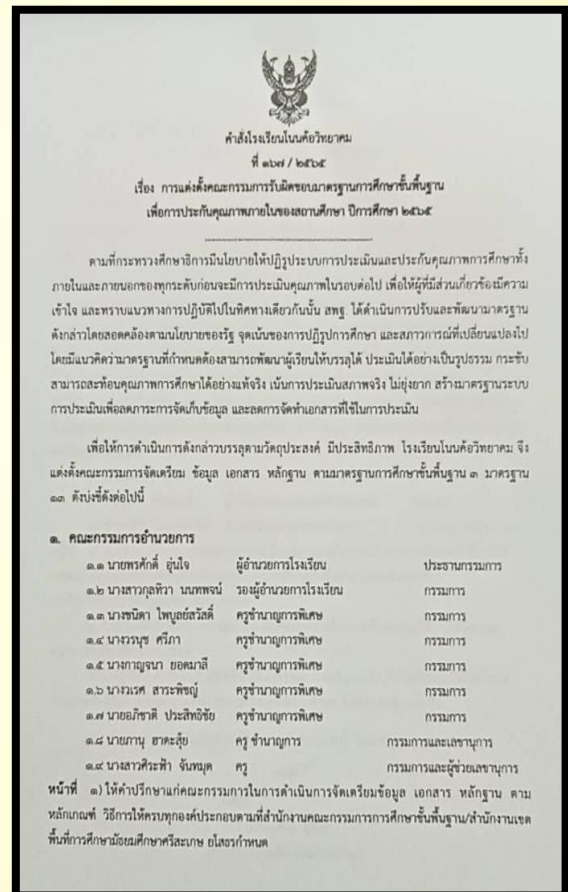 คำสั่งโรงเรียนโนนค้อวิทยาคม
ที่ ๑๖๗ / ๒๕๖๕
เรื่อง การแต่งตั้งคณะกรรมการรับผิดชอบมาตรฐานการศึกษาขั้นพื้นฐาน
เพื่อการประกันคุณภาพภายในของสถานศึกษา ปีการศึกษา ๒๕๖๕
ตามที่กระทรวงศึกษาธิการมีนโยบายให้ปฏิรูประบบการประเมินและประกันคุณภาพการศึกษาทั้ง
ภายในและภายนอกของทุกระดับก่อนจะมีการประเมินคุณภาพในรอบต่อไป เพื่อให้ผู้ที่มีส่วนเกี่ยวข้องมีความ
เข้าใจ และทราบแนวทางการปฏิบัติไปในทิศทางเดียวกันนั้น สพฐ. ได้ดำเนินการปรับและพัฒนามาตรฐาน
ดังกล่าวโดยสอดคล้องตามนโยบายของรัฐ จุดเน้นของการปฏิรูปการศึกษา และสภาวการณ์ที่เปลี่ยนแปลงไป
โดยมีแนวคิดว่ามาตรฐานที่กำหนดต้องสามารถพัฒนาผู้เรียนให้บรรลุได้ ประเมินได้อย่างเป็นรูปธรรม กระชับ
สามารถสะท้อนคุณภาพการศึกษาได้อย่างแท้จริง เน้นการประเมินสภาพจริง ไม่ยุ่งยาก สร้างมาตรฐานระบบ
การประเมินเพื่อลดภาระการจัดเก็บข้อมูล และลดการจัดทำเอกสารที่ใช้ในการประเมิน
เพื่อให้การดำเนินการดังกล่าวบรรลุตามวัตถุประสงค์ มีประสิทธิภาพ โรงเรียนโนนค้อวิทยาคม จึง
แต่งตั้งคณะกรรมการจัดเตรียม ข้อมูล เอกสาร หลักฐาน ตามมาตรฐานการศึกษาขั้นพื้นฐาน ๓ มาตรฐาน
๑๓ ตัวบ่งชี้ดังต่อไปนี้
๑. คณะกรรมการอำนวยการ
๑.๑ นายพรศักดิ์ อุ่นใจ ผู้อำนวยการโรงเรียน ประธานกรรมการ
๑.๒ นางสาวกุลทิวา นนทพจน์ รองผู้อำนวยการโรงเรียน กรรมการ
๑.๓ นางชนิดา ไพบูลย์สวัสดิ์ ครูชำนาญการพิเศษ กรรมการ
๑.๔ นางวรนุช ศรีภา ครูชำนาญการพิเศษ กรรมการ
๑.๕ นางกาญจนา ยอดมาลี ครูชำนาญการพิเศษ กรรมการ
๑.๖ นางวเรศ สาระพิชญ์ ครูชำนาญการพิเศษ กรรมการ
๑.๗ นายอภิชาติ ประสิทธิชัย ครูชำนาญการพิเศษ กรรมการ
๑.๘ นายภานุ ฮาดะสุ้ย ครู ชำนาญการ กรรมการและเลขานุการ
๑.๙ นางสาวศิระฟ้า จันทมุด ครู กรรมการและผู้ช่วยเลขานุการ
หน้าที่ ๑) ให้คำปรึกษาแก่คณะกรรมการในการดำเนินการจัดเตรียมข้อมูล เอกสาร หลักฐาน ตาม
หลักเกณฑ์ วิธีการให้ครบทุกองค์ประกอบตามที่สำนักงานคณะกรรมการการศึกษาขั้นพื้นฐาน/สำนักงานเขต
พื้นที่การศึกษามัธยมศึกษาศรีสะเกษ ยโสธรกำหนด